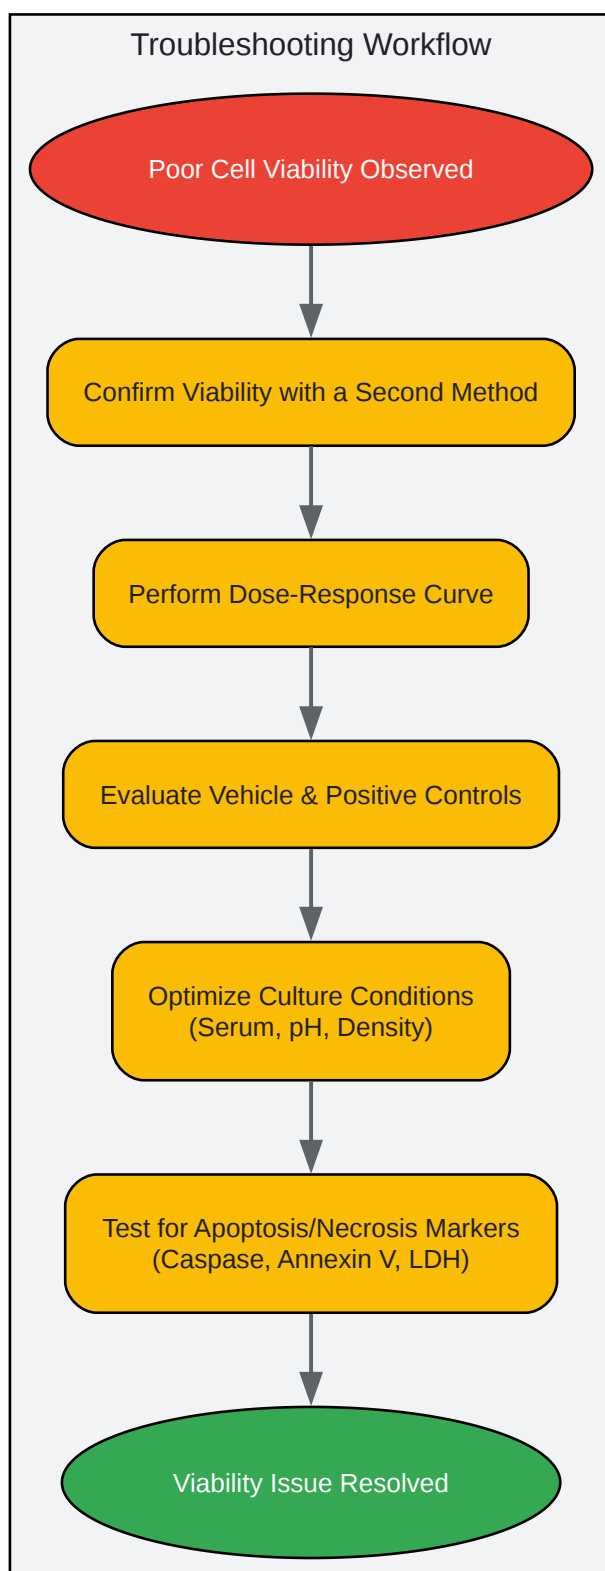 Troubleshooting Workflow
Poor Cell Viability Observed
Confirm Viability with a Second Method
Perform Dose-Response Curve
Evaluate Vehicle & Positive Controls
Optimize Culture Conditions
(Serum, pH, Density)
Test for Apoptosis/Necrosis Markers
(Caspase, Annexin V, LDH)
Viability Issue Resolved